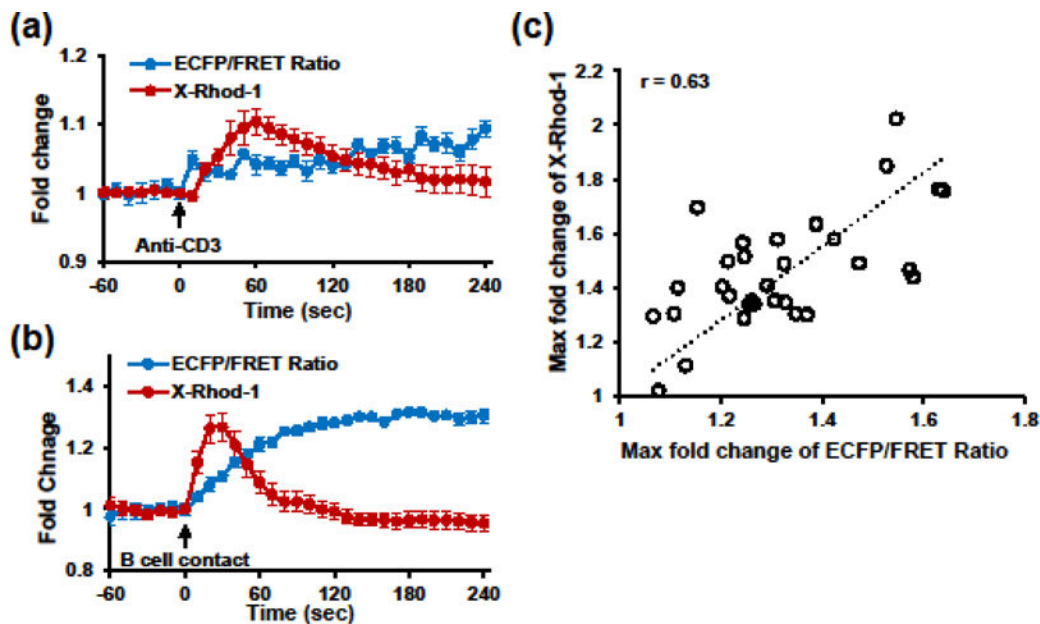 (a)
1.2
ECFP/FRET Ratio
X-Rhod-1
Fold change
1.1
1
0.9
Anti-CD3
-60
0
60
120
180
240
Time (sec)
(b)
ECFP/FRET Ratio
X-Rhod-1
Fold Chnage
1.4
1.2
1
0.8
B cell contact
-60
0
60
120
180
240
Time (sec)
(c)
r = 0.63
Max fold change of X-Rhod-1
2.2
2
1.8
1.6
1.4
1.2
1
1
1.2
1.4
1.6
1.8
Max fold change of ECFP/FRET Ratio